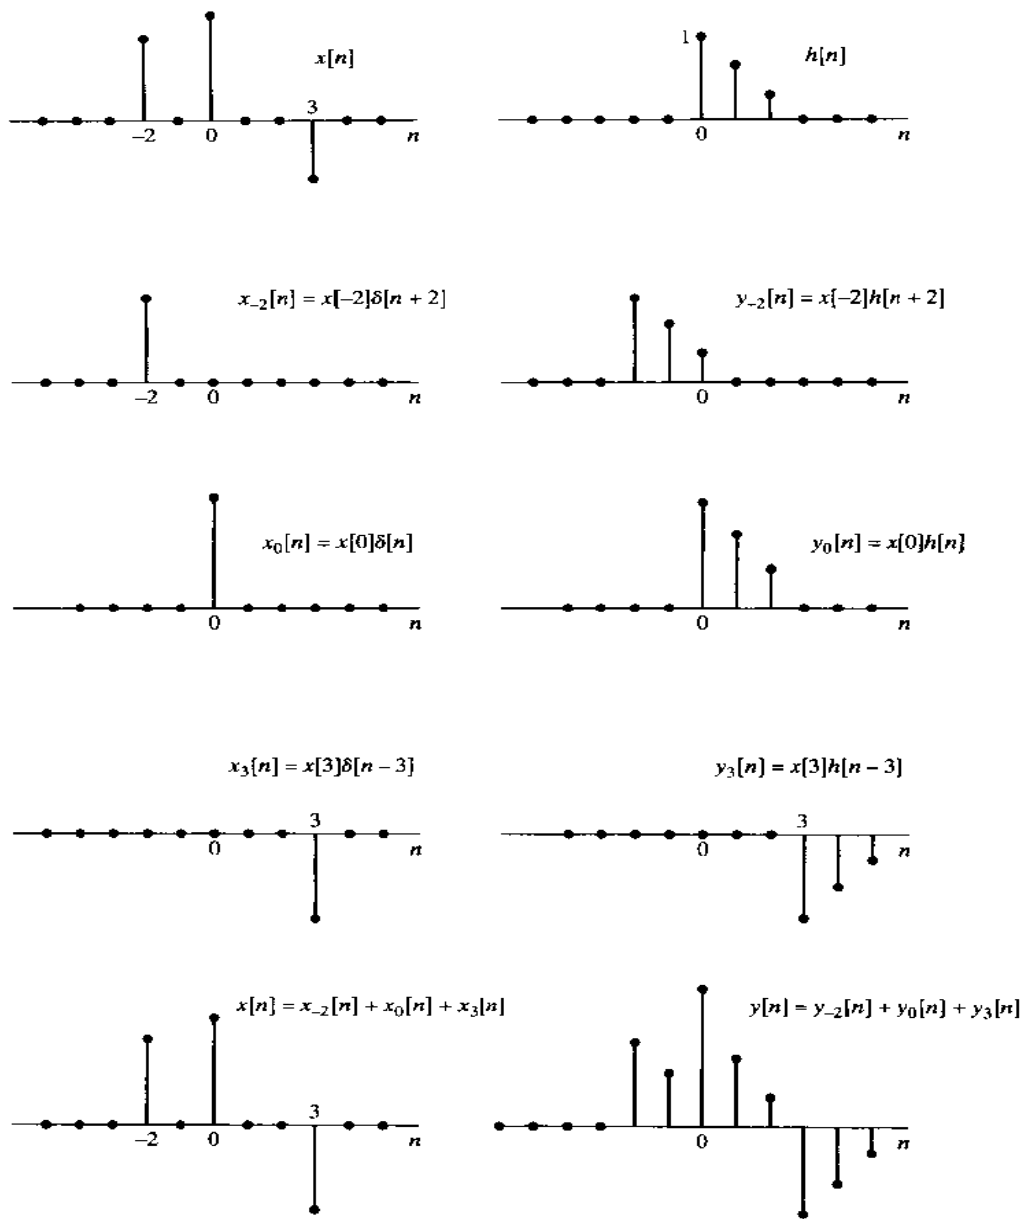 x[n]
3
−2 0 n
1 h[n]
0 n
x₋₂[n] = x[−2]δ[n + 2]
−2 0 n
y₋₂[n] = x[−2]h[n + 2]
0 n
x₀[n] = x[0]δ[n]
0 n
y₀[n] = x[0]h[n]
0 n
x₃[n] = x[3]δ[n − 3]
3
0 n
y₃[n] = x[3]h[n − 3]
3
0 n
x[n] = x₋₂[n] + x₀[n] + x₃[n]
3
−2 0 n
y[n] = y₋₂[n] + y₀[n] + y₃[n]
0 n